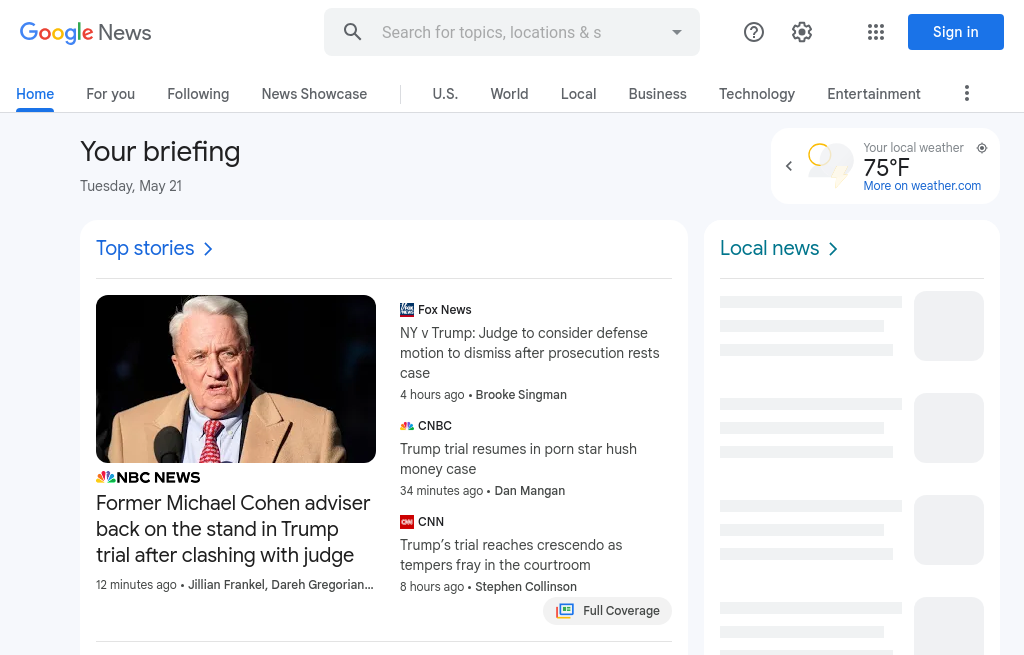 Google News
Search for topics, locations & s
Sign in
Home
For you
Following
News Showcase
U.S.
World
Local
Business
Technology
Entertainment
Your briefing
Tuesday, May 21
Your local weather
75°F
More on weather.com
Top stories
NBC NEWS
Former Michael Cohen adviser
back on the stand in Trump
trial after clashing with judge
12 minutes ago • Jillian Frankel, Dareh Gregorian…
Fox News
NY v Trump: Judge to consider defense
motion to dismiss after prosecution rests
case
4 hours ago • Brooke Singman
CNBC
Trump trial resumes in porn star hush
money case
34 minutes ago • Dan Mangan
CNN
Trump’s trial reaches crescendo as
tempers fray in the courtroom
8 hours ago • Stephen Collinson
Full Coverage
Local news